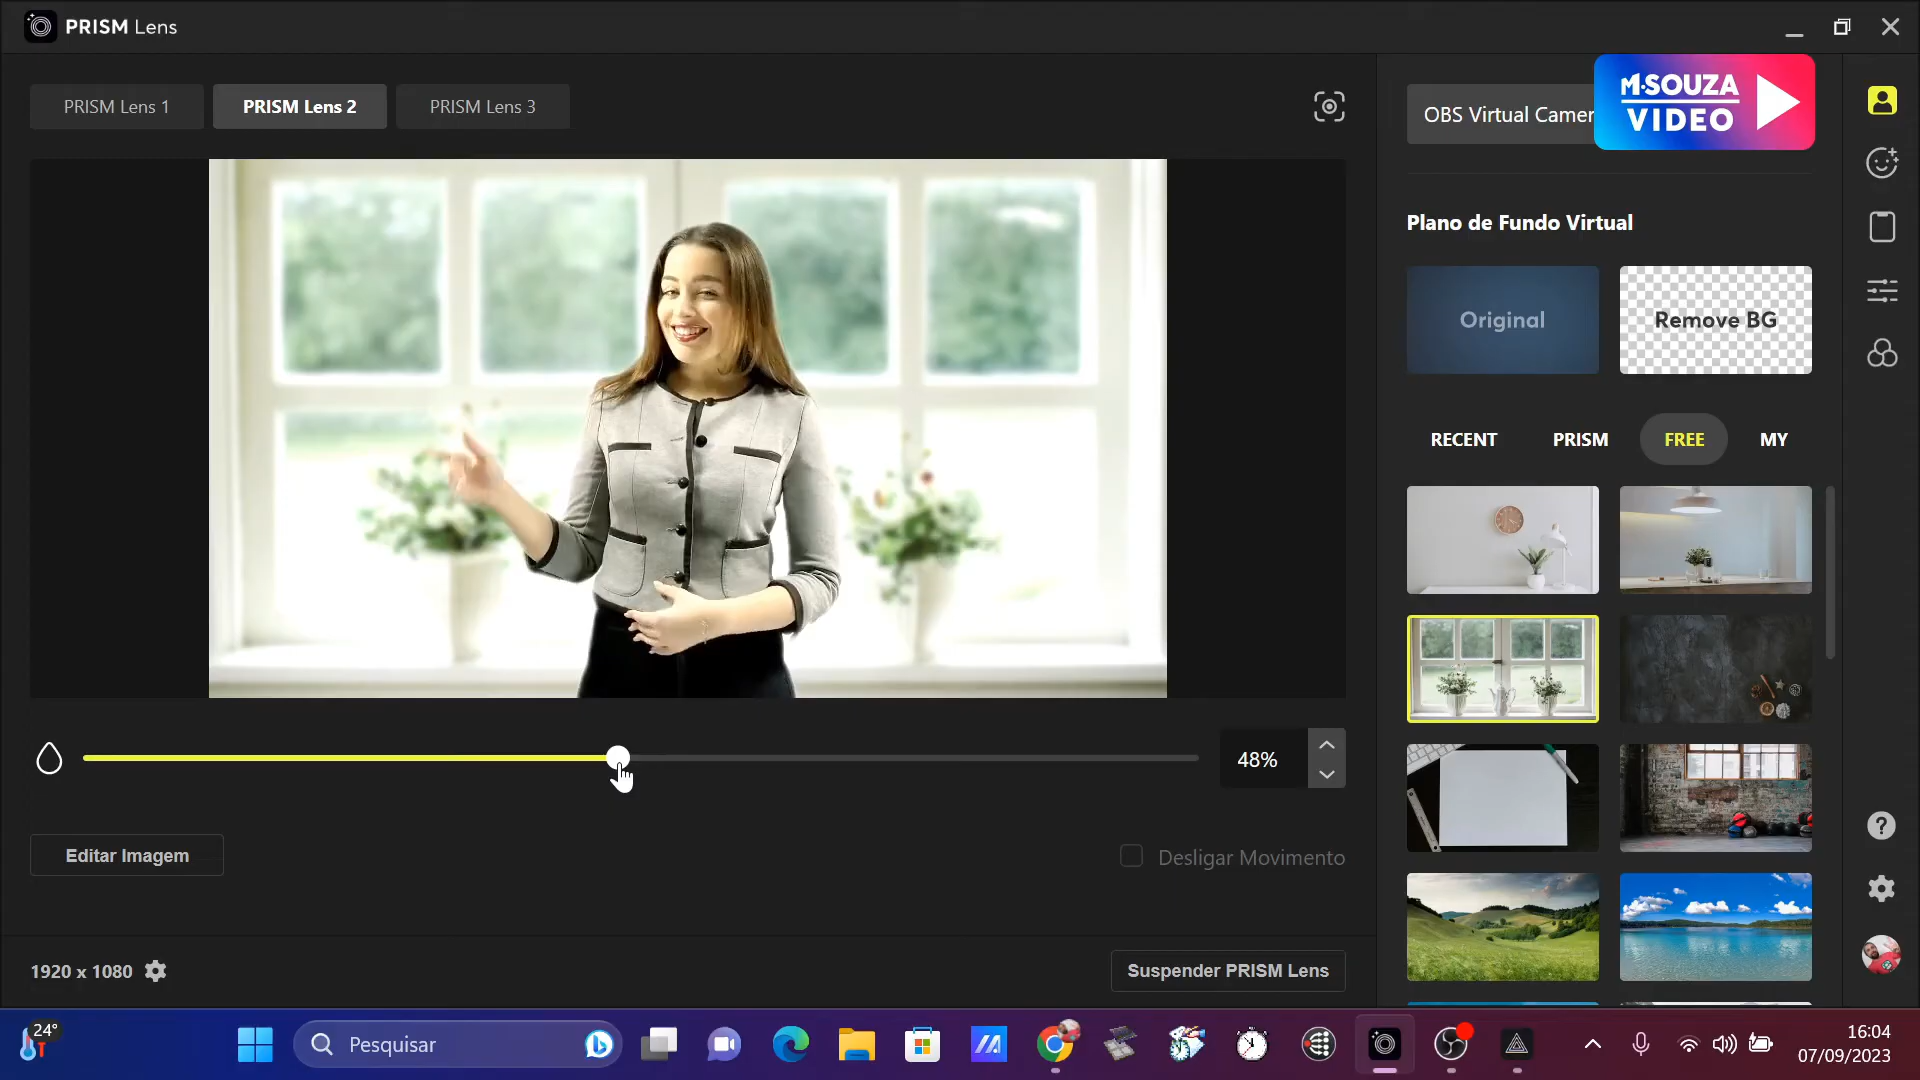 PRISM Lens
PRISM Lens 1
PRISM Lens 2
PRISM Lens 3
OBS Virtual Camer
M·SOUZA
VIDEO
Plano de Fundo Virtual
Original
Remove BG
RECENT
PRISM
FREE
MY
48%
Editar Imagem
Desligar Movimento
1920 x 1080
Suspender PRISM Lens
24°
Pesquisar
16:04
07/09/2023